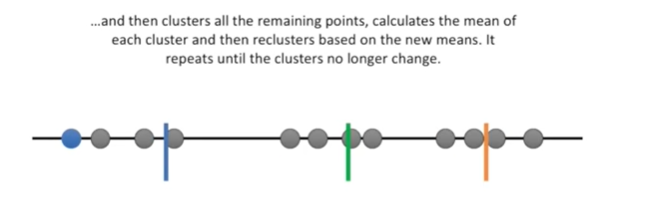 ...and then clusters all the remaining points, calculates the mean of
each cluster and then reclusters based on the new means. It
repeats until the clusters no longer change.